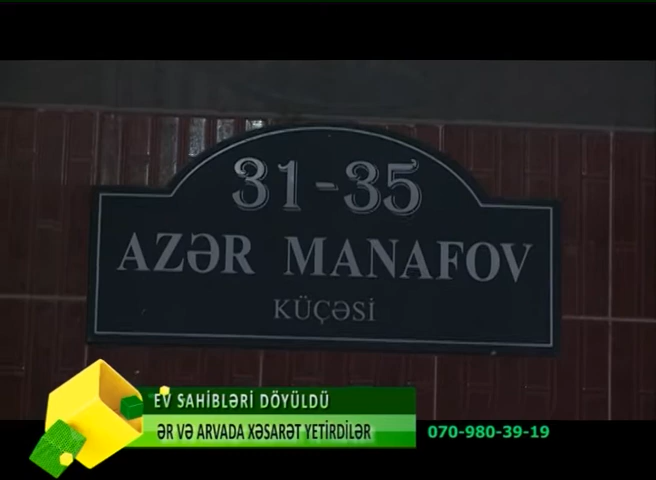 31-35
AZƏR MANAFOV
KÜÇƏSİ
EV SAHİBLƏRİ DÖYÜLDÜ
ƏR VƏ ARVADA XƏSARƏT YETİRDİLƏR
070-980-39-19